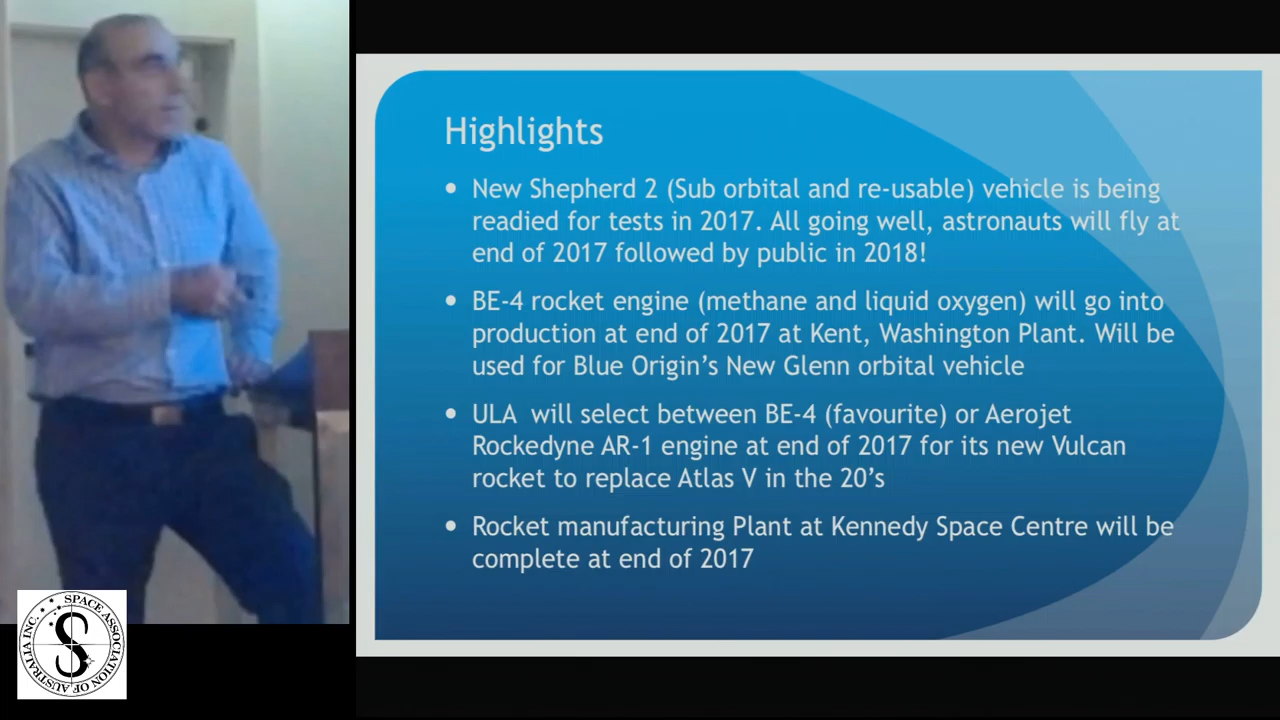 Highlights
New Shepherd 2 (Sub orbital and re-usable) vehicle is being
readied for tests in 2017. All going well, astronauts will fly at
end of 2017 followed by public in 2018!
BE-4 rocket engine (methane and liquid oxygen) will go into
production at end of 2017 at Kent, Washington Plant. Will be
used for Blue Origin's New Glenn orbital vehicle
ULA will select between BE-4 (favourite) or Aerojet
Rockedyne AR-1 engine at end of 2017 for its new Vulcan
rocket to replace Atlas V in the 20's
Rocket manufacturing Plant at Kennedy Space Centre will be
complete at end of 2017
SPACE ASSOCIATION OF AUSTRALIA INC.
S